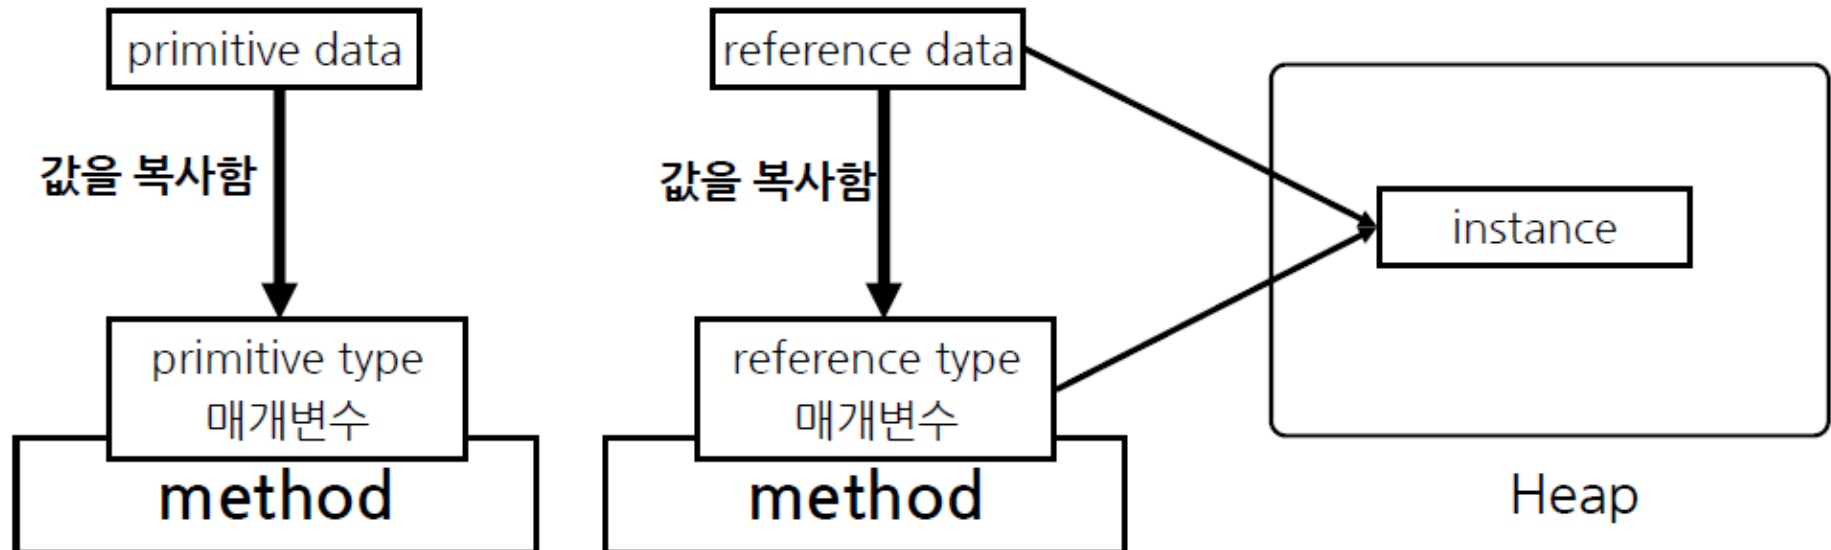 primitive data
reference data
값을 복사함
값을 복사함
instance
primitive type
매개변수
reference type
매개변수
method
method
Heap